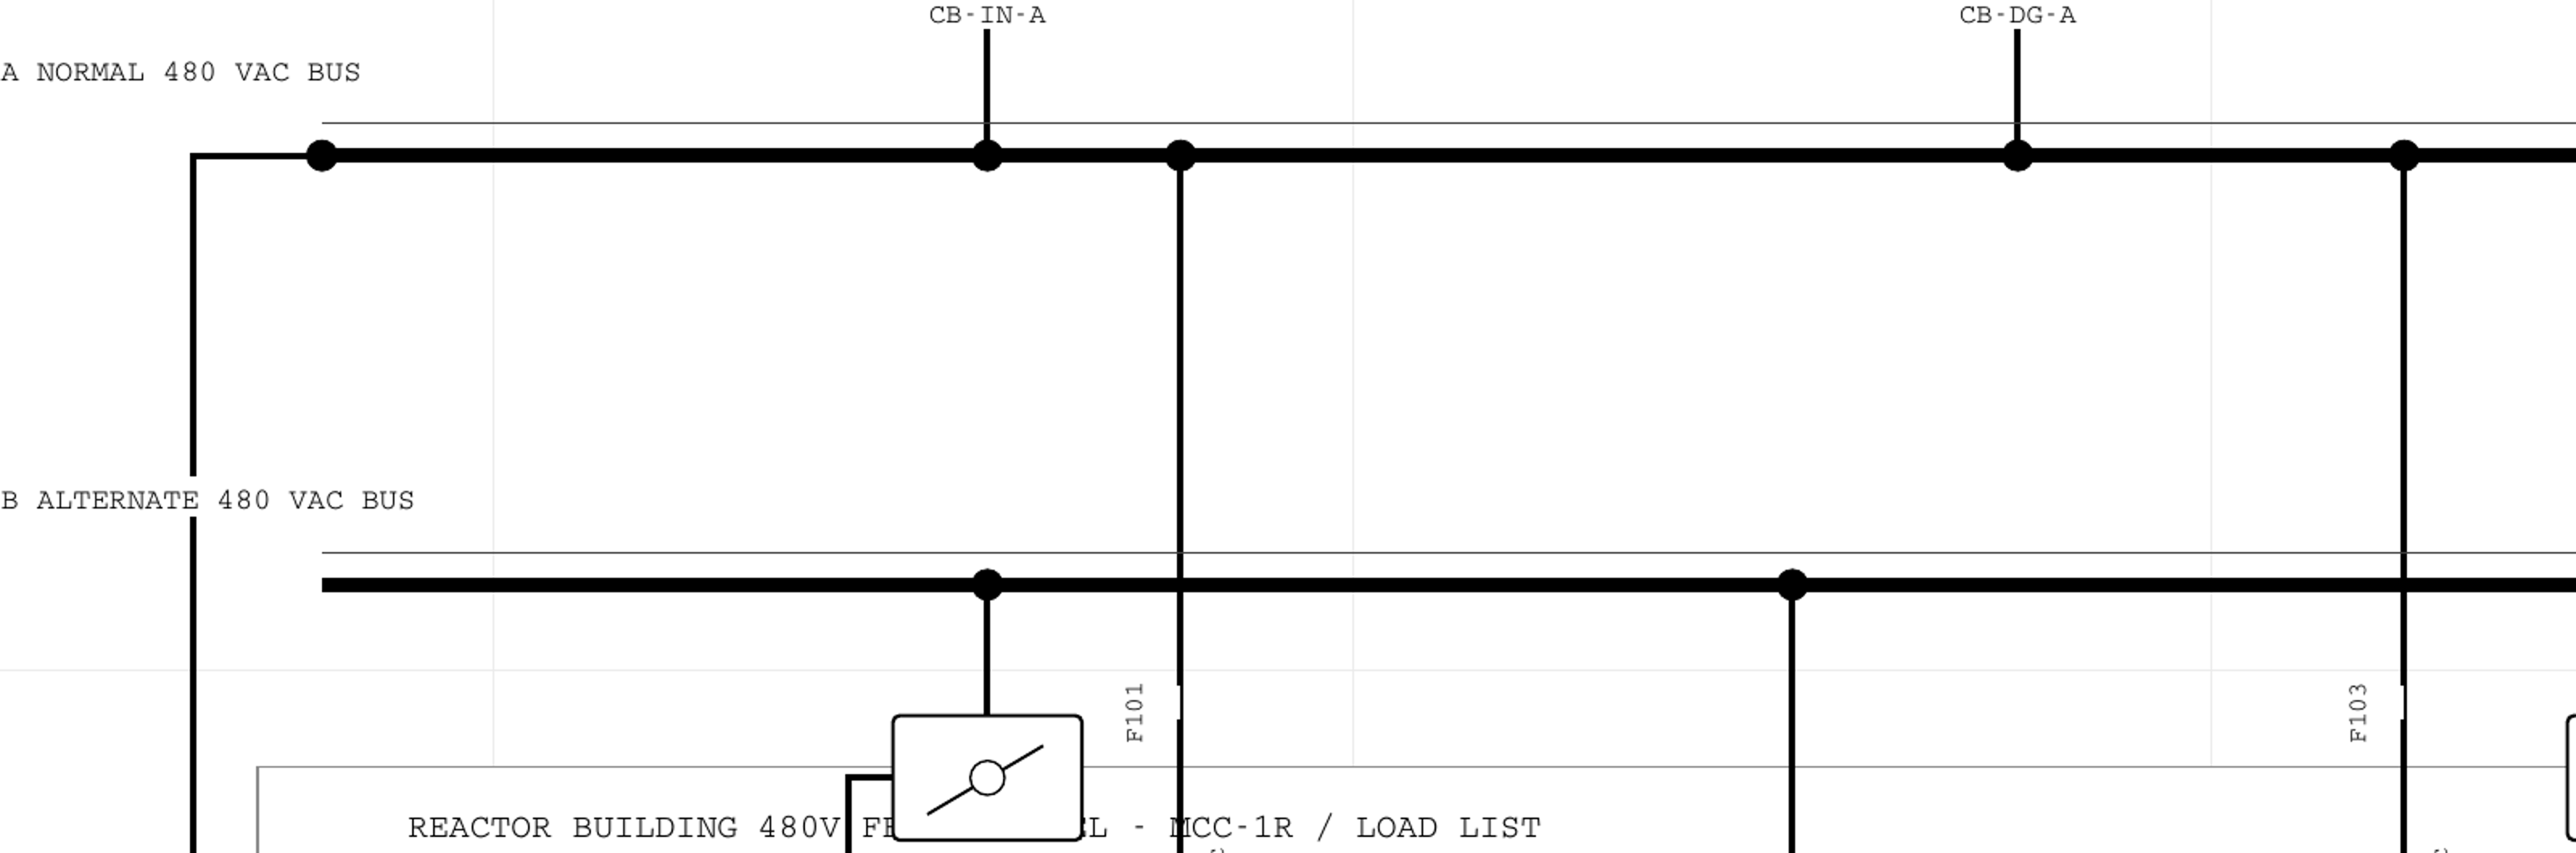 CB-IN-A
CB-DG-A
A NORMAL 480 VAC BUS
B ALTERNATE 480 VAC BUS
F101
F103
REACTOR BUILDING 480V - MCC-1R / LOAD LIST